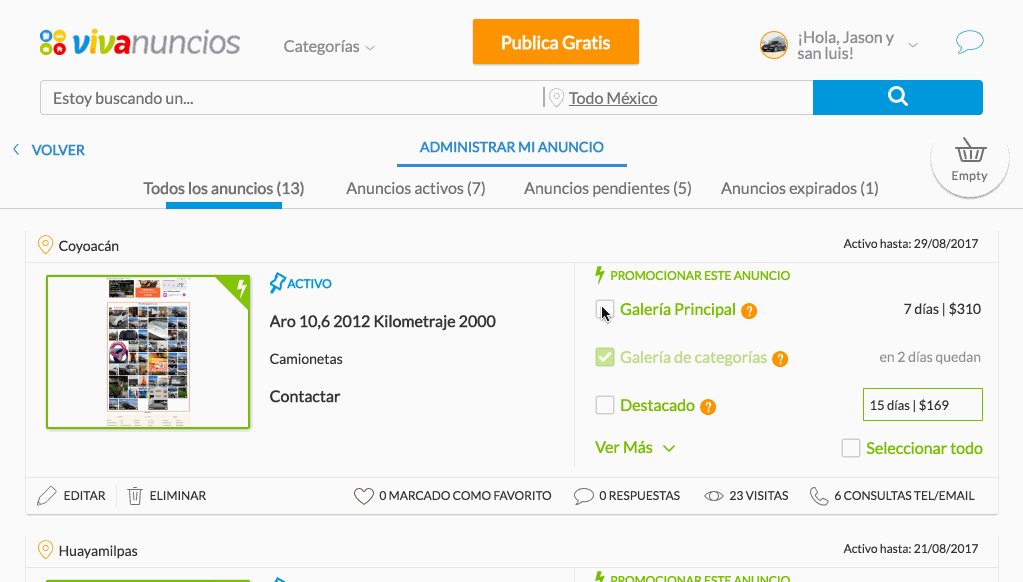 vivanuncios
Categorías
Publica Gratis
¡Hola, Jason y
san luis!
Estoy buscando un...
Todo México
VOLVER
ADMINISTRAR MI ANUNCIO
Empty
Todos los anuncios (13)
Anuncios activos (7)
Anuncios pendientes (5)
Anuncios expirados (1)
Coyoacán
Activo hasta: 29/08/2017
ACTIVO
Aro 10,6 2012 Kilometraje 2000
Camionetas
Contactar
PROMOCIONAR ESTE ANUNCIO
Galería Principal ?
7 días | $310
Galería de categorías ?
en 2 días quedan
Destacado ?
15 días | $169
Ver Más
Seleccionar todo
EDITAR
ELIMINAR
0 MARCADO COMO FAVORITO
0 RESPUESTAS
23 VISITAS
6 CONSULTAS TEL/EMAIL
Huayamilpas
Activo hasta: 21/08/2017
PROMOCIONAR ESTE ANUNCIO